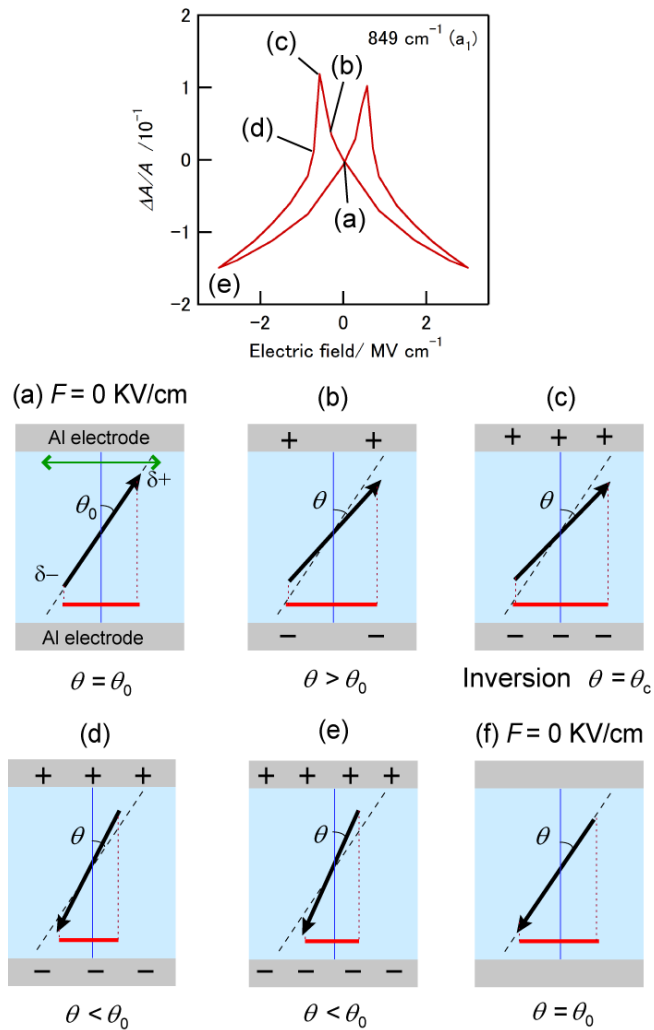 2
849 cm⁻¹ (a₁)
(c)
(b)
1
(d)
ΔA/A /10⁻¹
0
(a)
-1
(e)
-2
-2 0 2
Electric field/ MV cm⁻¹
(a) F = 0 KV/cm
(b)
(c)
Al electrode
+ +
+ + +
δ+
θ₀
θ
θ
δ−
Al electrode
− −
− − −
θ = θ₀
θ > θ₀
Inversion θ = θc
(d)
(e)
(f) F = 0 KV/cm
+ + +
+ + + +
θ
θ
θ
− − −
− − − −
θ < θ₀
θ < θ₀
θ = θ₀